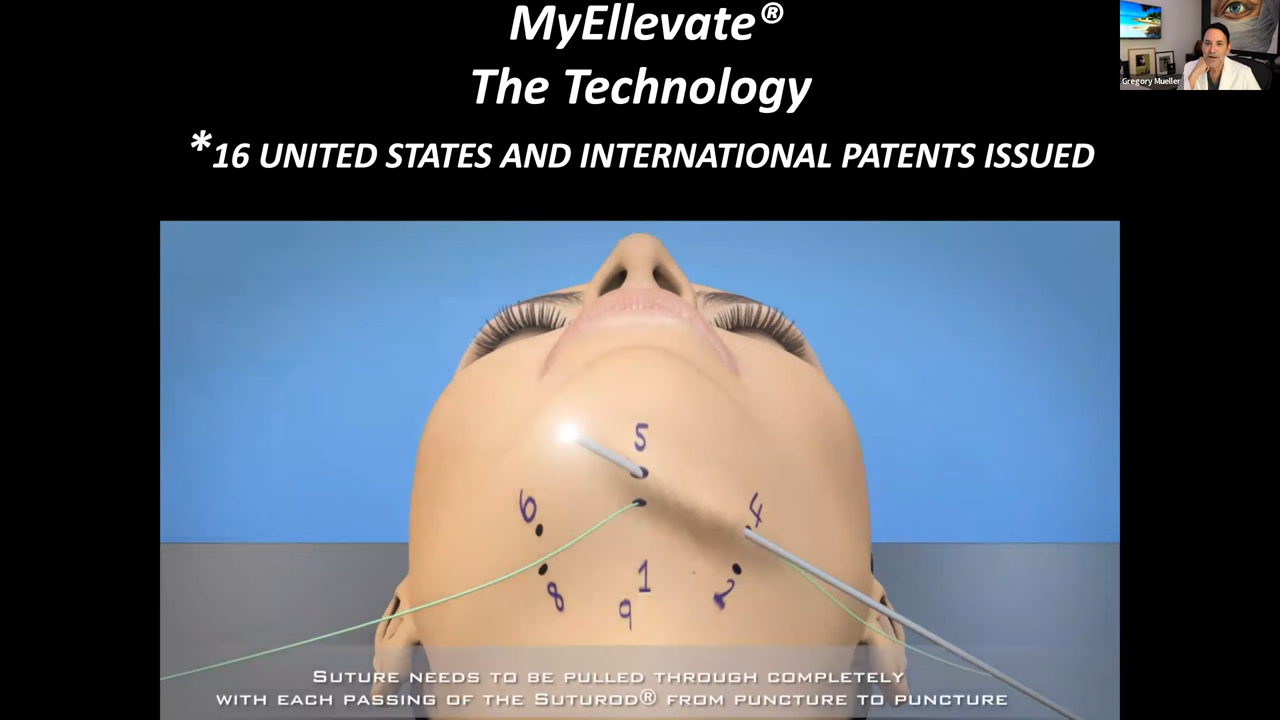 MyEllevate®
The Technology
*16 UNITED STATES AND INTERNATIONAL PATENTS ISSUED
Gregory Mueller
5
6
4
8
1
2
9
SUTURE NEEDS TO BE PULLED THROUGH COMPLETELY
WITH EACH PASSING OF THE SUTUROD® FROM PUNCTURE TO PUNCTURE